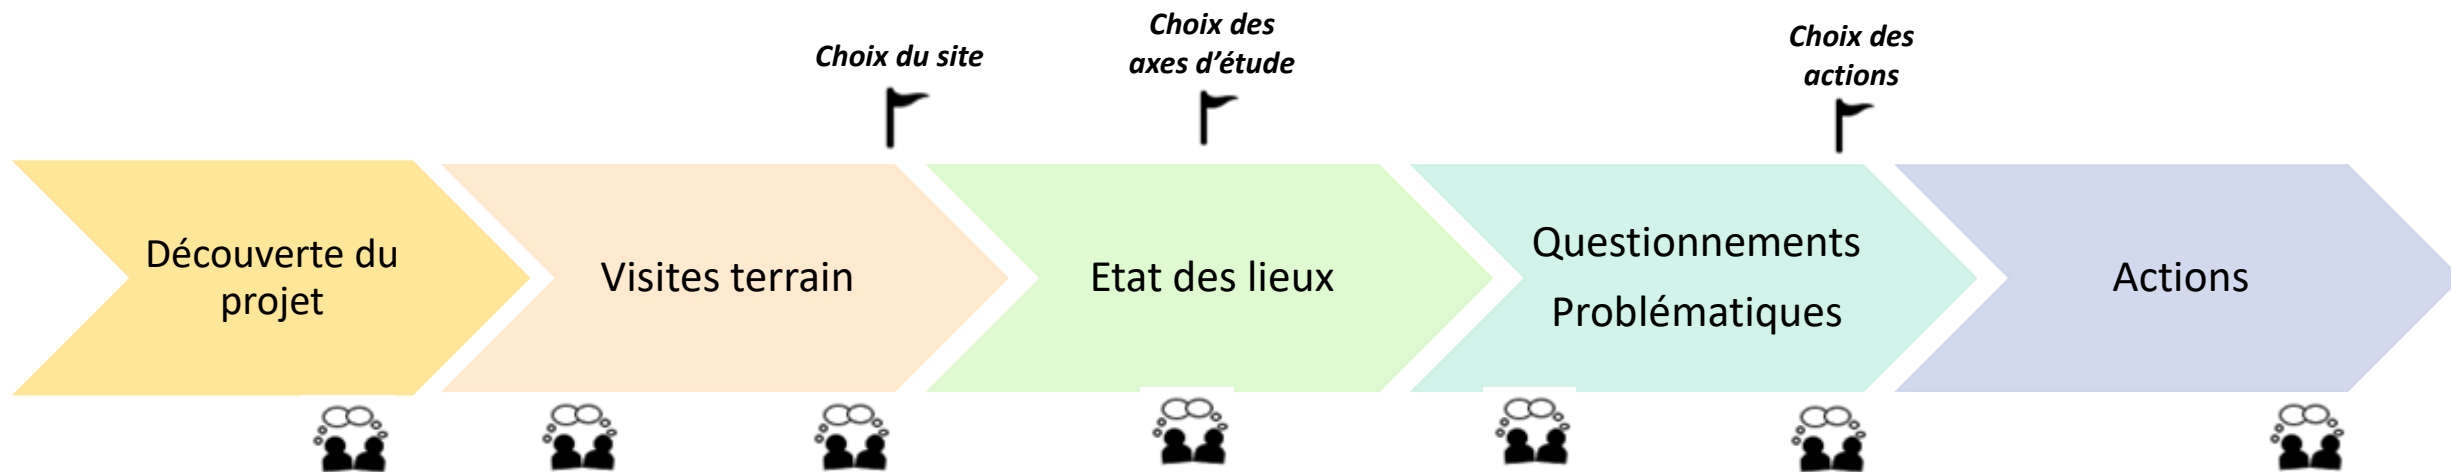 Choix du site
Choix des
axes d’étude
Choix des
actions
Découverte du
projet
Visites terrain
Etat des lieux
Questionnements
Problématiques
Actions